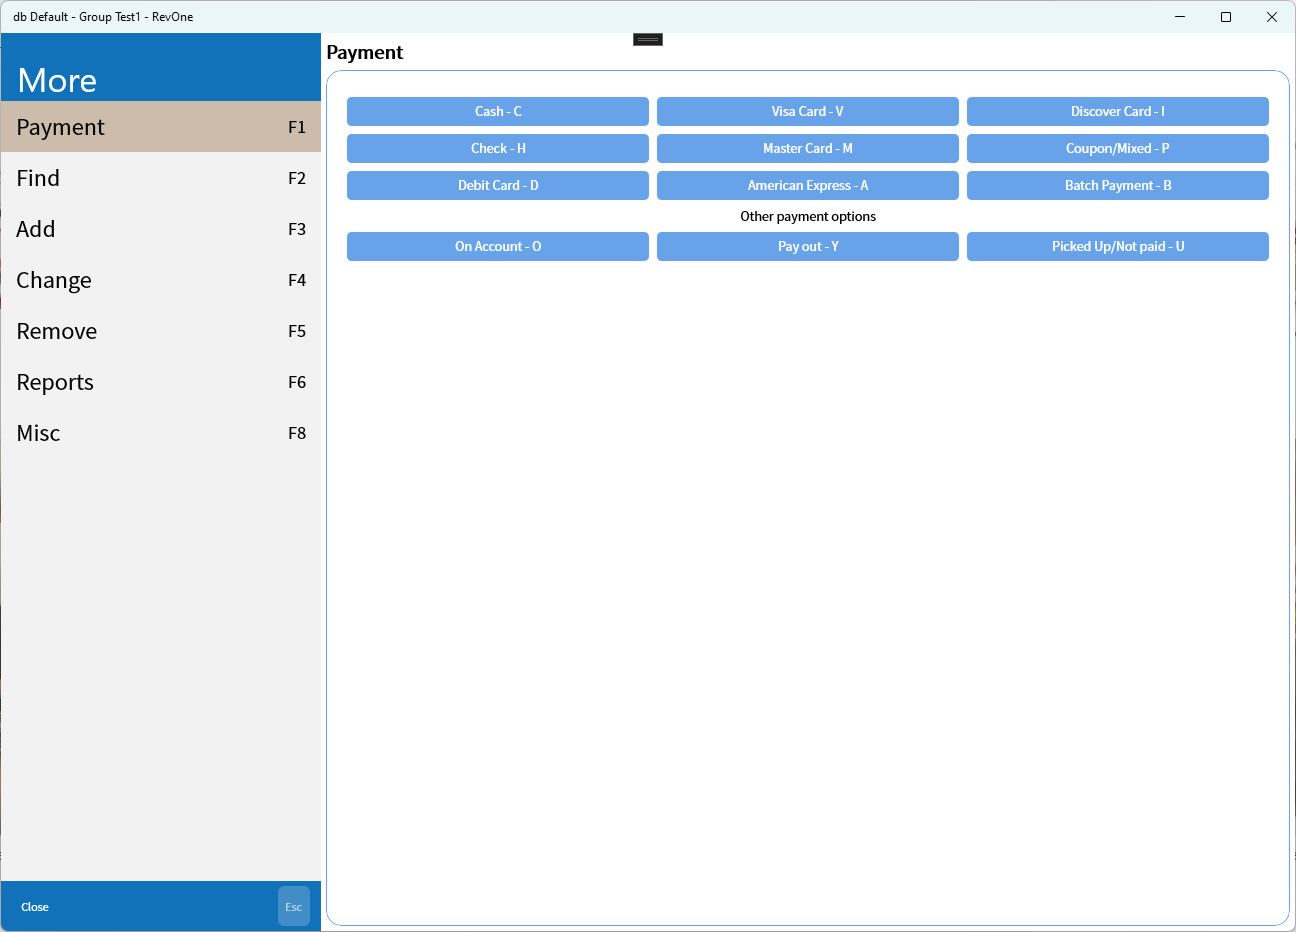 db Default - Group Test1 - RevOne
More
Payment F1
Find F2
Add F3
Change F4
Remove F5
Reports F6
Misc F8
Close Esc
Payment
Cash - C Visa Card - V Discover Card - I
Check - H Master Card - M Coupon/Mixed - P
Debit Card - D American Express - A Batch Payment - B
Other payment options
On Account - O Pay out - Y Picked Up/Not paid - U